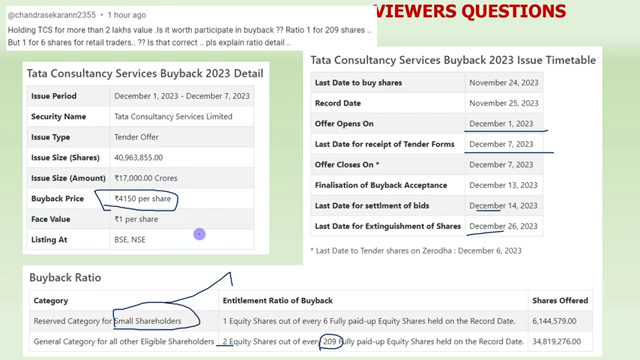 @chandrasekarann2355 • 1 hour ago
VIEWERS QUESTIONS
Holding TCS for more than 2 lakhs value .Is it worth participate in buyback ?? Ratio 1 for 209 shares ..
But 1 for 6 shares for retail traders.. ?? Is that correct .. pls explain ratio detail ..
Tata Consultancy Services Buyback 2023 Detail
Issue Period December 1, 2023 - December 7, 2023
Security Name Tata Consultancy Services Limited
Issue Type Tender Offer
Issue Size (Shares) 40,963,855.00
Issue Size (Amount) ₹17,000.00 Crores
Buyback Price ₹4150 per share
Face Value ₹1 per share
Listing At BSE, NSE
Tata Consultancy Services Buyback 2023 Issue Timetable
Last Date to buy shares November 24, 2023
Record Date November 25, 2023
Offer Opens On December 1, 2023
Last Date for receipt of Tender Forms December 7, 2023
Offer Closes On * December 7, 2023
Finalisation of Buyback Acceptance December 13, 2023
Last Date for settlment of bids December 14, 2023
Last Date for Extinguishment of Shares December 26, 2023
* Last Date to Tender shares on Zerodha : December 6, 2023
Buyback Ratio
Category Entitlement Ratio of Buyback Shares Offered
Reserved Category for Small Shareholders 1 Equity Shares out of every 6 Fully paid-up Equity Shares held on the Record Date. 6,144,579.00
General Category for all other Eligible Shareholders 2 Equity Shares out of every 209 Fully paid-up Equity Shares held on the Record Date. 34,819,276.00